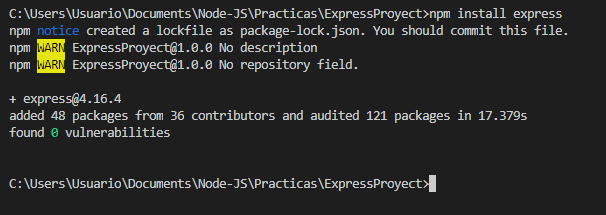 C:\Users\Usuario\Documents\Node-JS\Practicas\ExpressProyect>npm install express
npm notice created a lockfile as package-lock.json. You should commit this file.
npm WARN ExpressProyect@1.0.0 No description
npm WARN ExpressProyect@1.0.0 No repository field.
+ express@4.16.4
added 48 packages from 36 contributors and audited 121 packages in 17.379s
found 0 vulnerabilities
C:\Users\Usuario\Documents\Node-JS\Practicas\ExpressProyect>